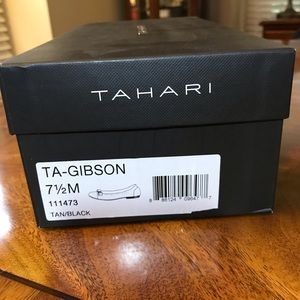 TAHARI
TA-GIBSON
7½M
111473
TAN/BLACK